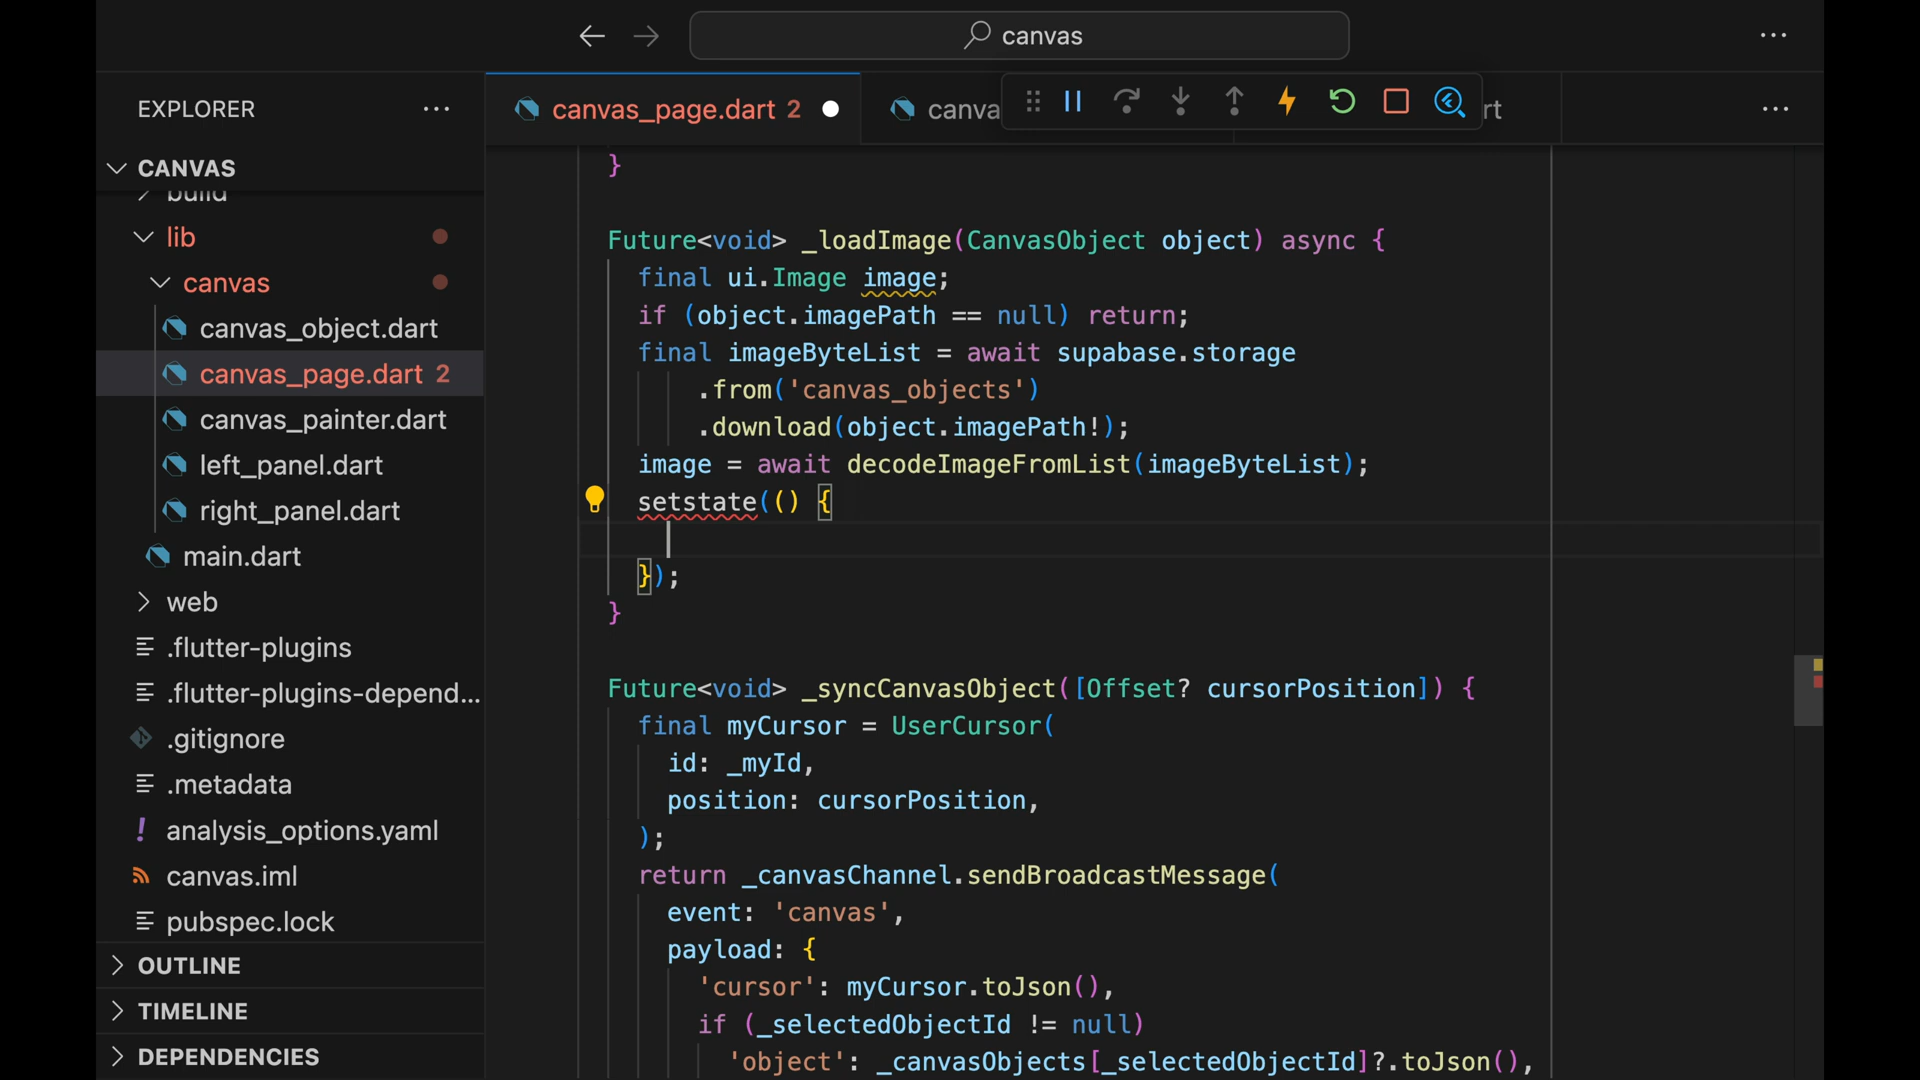 canvas
EXPLORER
CANVAS
build
lib
canvas
canvas_object.dart
canvas_page.dart 2
canvas_painter.dart
left_panel.dart
right_panel.dart
main.dart
web
.flutter-plugins
.flutter-plugins-depend...
.gitignore
.metadata
analysis_options.yaml
canvas.iml
pubspec.lock
OUTLINE
TIMELINE
DEPENDENCIES
canvas_page.dart 2
canva
rt
}
Future<void> _loadImage(CanvasObject object) async {
final ui.Image image;
if (object.imagePath == null) return;
final imageByteList = await supabase.storage
.from('canvas_objects')
.download(object.imagePath!);
image = await decodeImageFromList(imageByteList);
setstate(() {
});
}
Future<void> _syncCanvasObject([Offset? cursorPosition]) {
final myCursor = UserCursor(
id: _myId,
position: cursorPosition,
);
return _canvasChannel.sendBroadcastMessage(
event: 'canvas',
payload: {
'cursor': myCursor.toJson(),
if (_selectedObjectId != null)
'object': _canvasObjects[_selectedObjectId]?.toJson(),